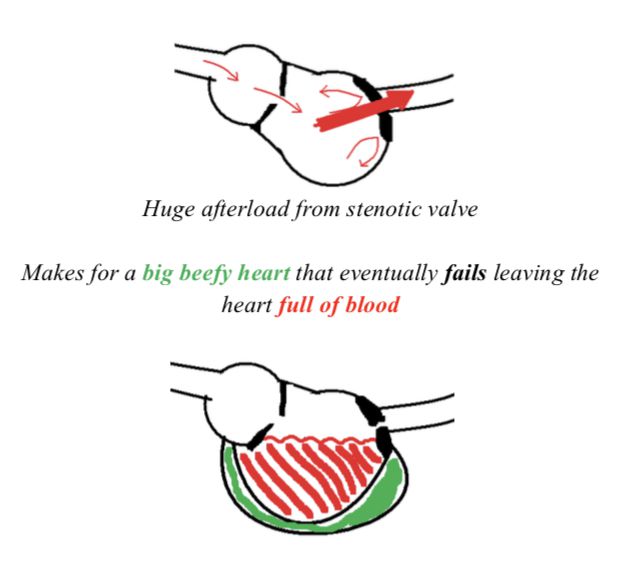 Huge afterload from stenotic valve
Makes for a big beefy heart that eventually fails leaving the
heart full of blood